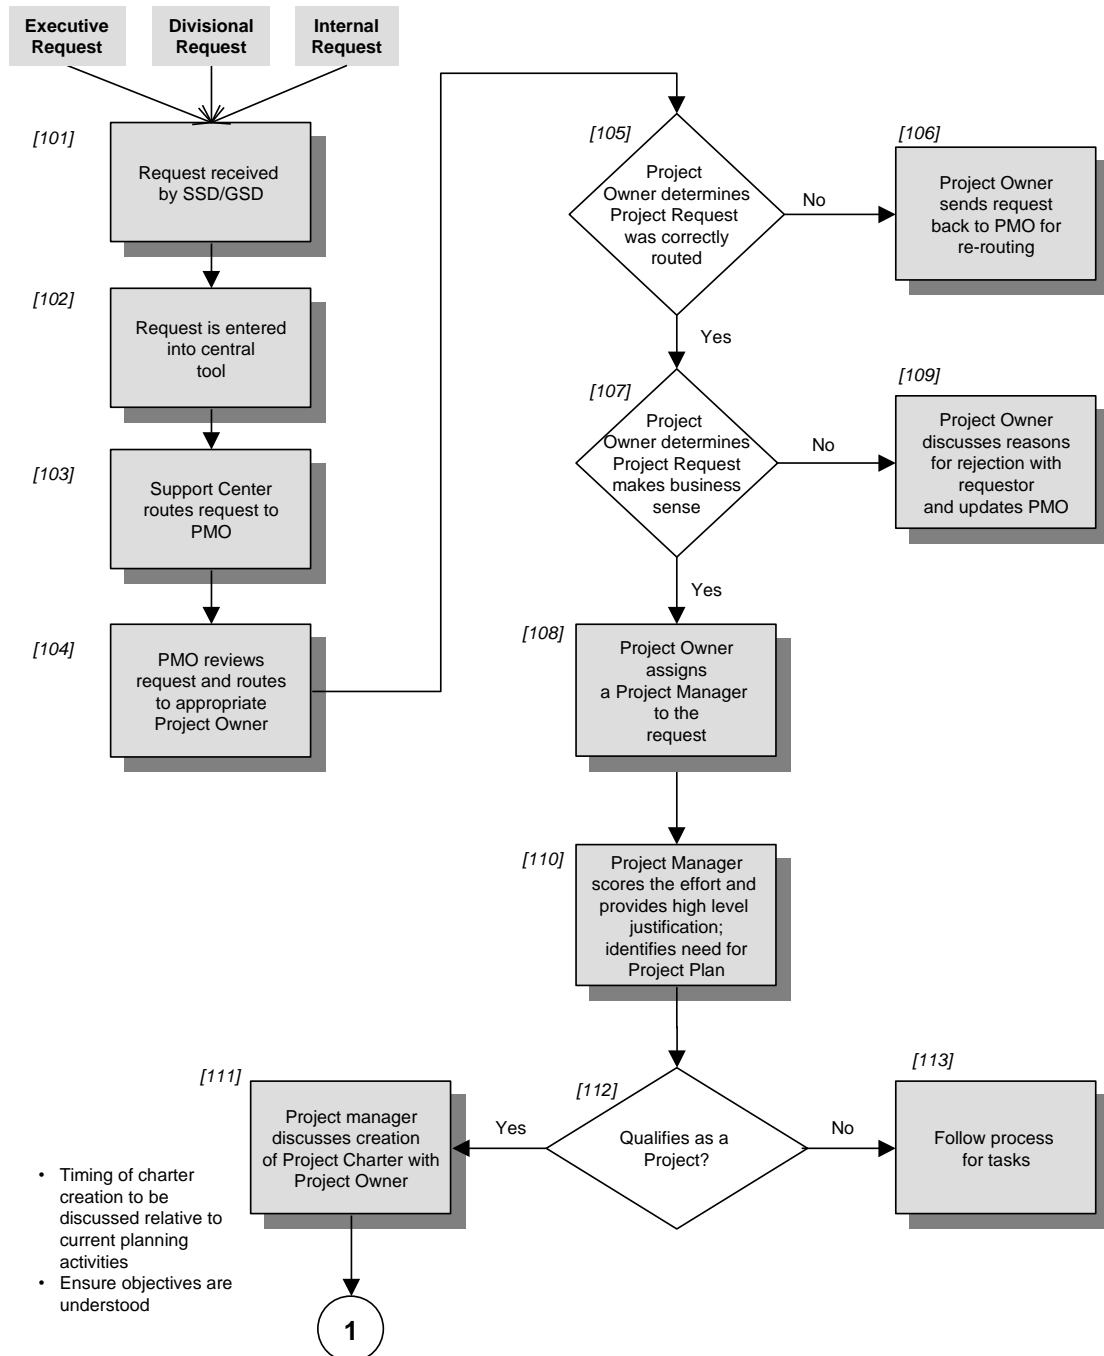 Executive
Request
Divisional
Request
Internal
Request
[101]
Request received
by SSD/GSD
[102]
Request is entered
into central
tool
[103]
Support Center
routes request to
PMO
[104]
PMO reviews
request and routes
to appropriate
Project Owner
[105]
Project
Owner determines
Project Request
was correctly
routed
No
[106]
Project Owner
sends request
back to PMO for
re-routing
Yes
[107]
Project
Owner determines
Project Request
makes business
sense
No
[109]
Project Owner
discusses reasons
for rejection with
requestor
and updates PMO
Yes
[108]
Project Owner
assigns
a Project Manager
to the
request
[110]
Project Manager
scores the effort and
provides high level
justification;
identifies need for
Project Plan
[112]
Qualifies as a
Project?
No
[113]
Follow process
for tasks
Yes
[111]
Project manager
discusses creation
of Project Charter with
Project Owner
• Timing of charter
creation to be
discussed relative to
current planning
activities
• Ensure objectives are
understood
1